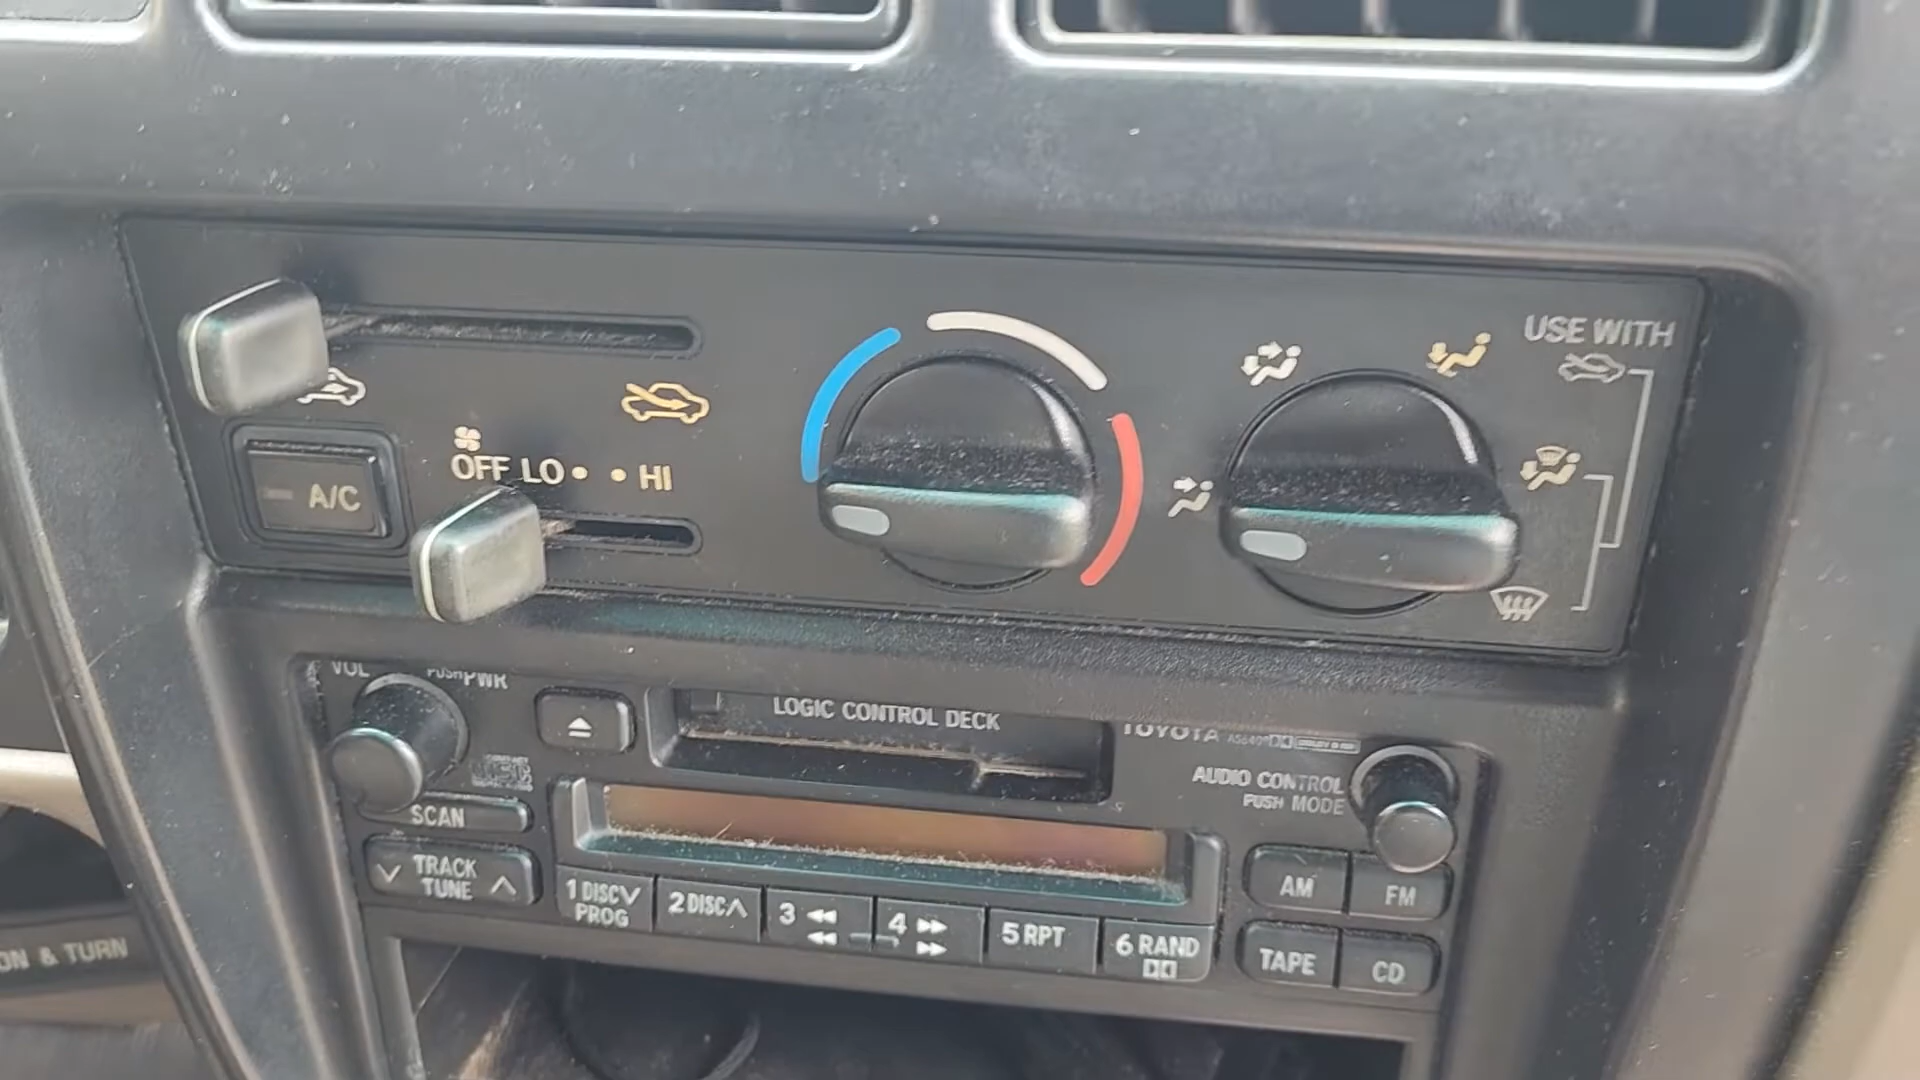 USE WITH
A/C
OFF LO • • HI
VOL
PUSH PWR
LOGIC CONTROL DECK
TOYOTA
AUDIO CONTROL
PUSH MODE
SCAN
TRACK
TUNE
1 DISC
PROG
2 DISC
3
4
5 RPT
6 RAND
AM
FM
TAPE
CD
ON & TURN